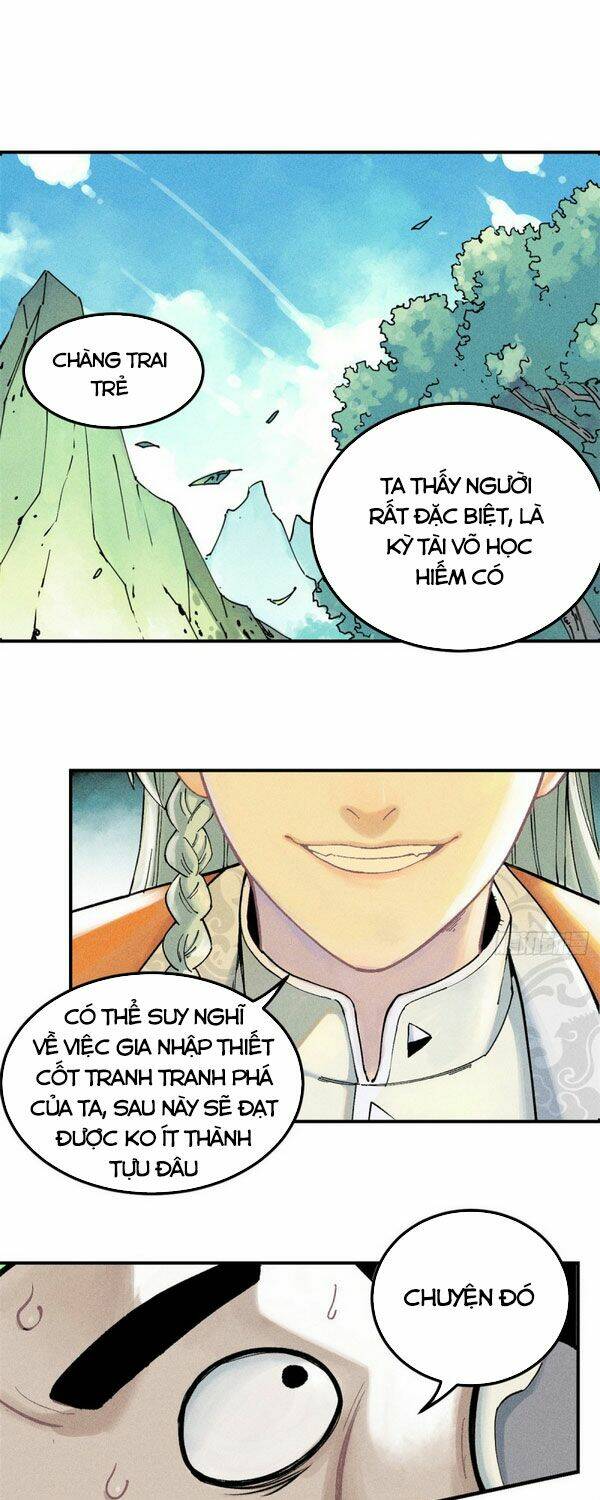 CHÀNG TRAI
TRẺ
TA THẤY NGƯỜI
RẤT ĐẶC BIỆT, LÀ
KỲ TÀI VÕ HỌC
HIẾM CÓ
CÓ THỂ SUY NGHĨ
VỀ VIỆC GIA NHẬP THIẾT
CỐT TRANH TRANH PHÁ
CỦA TA, SAU NÀY SẼ ĐẠT
ĐƯỢC KO ÍT THÀNH
TỰU ĐÂU
CHUYỆN ĐÓ